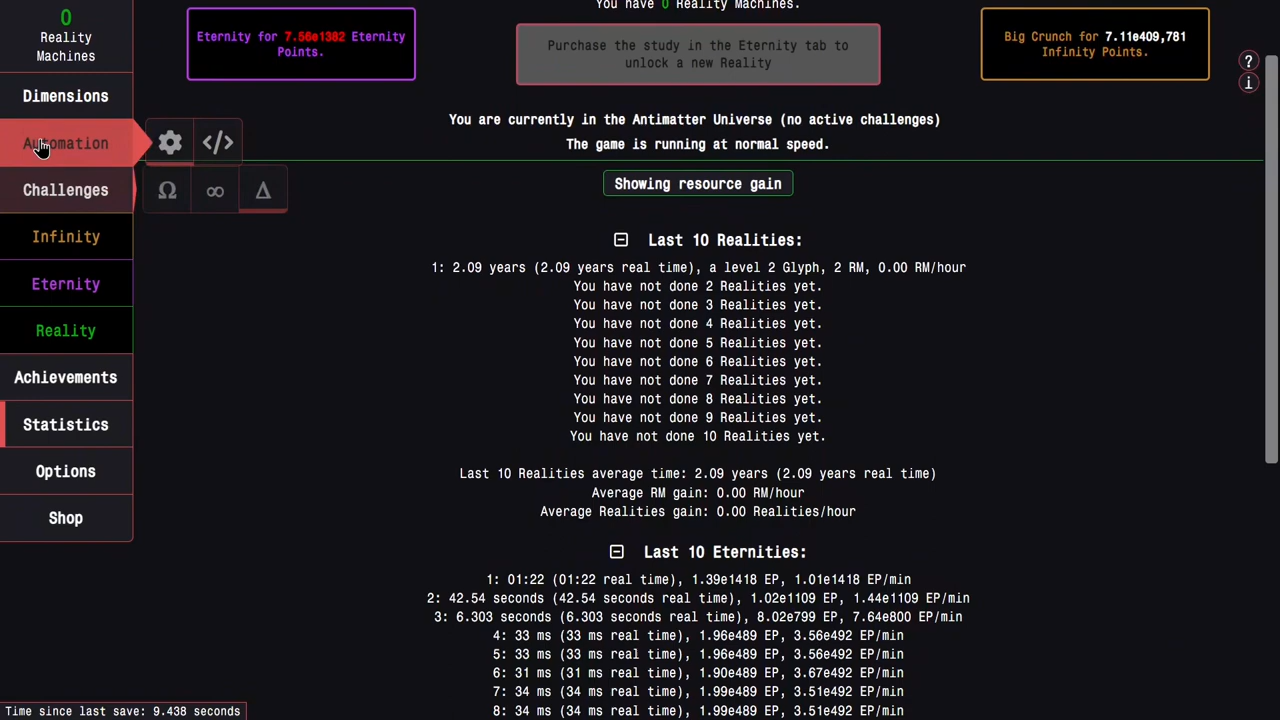 0
Reality
Machines
You have 0 Reality Machines.
Eternity for 7.56e1382 Eternity
Points.
Purchase the study in the Eternity tab to
unlock a new Reality
Big Crunch for 7.11e409,781
Infinity Points.
?
i
Dimensions
Automation
</>
Challenges
Ω
∞
Δ
Infinity
Eternity
Reality
Achievements
Statistics
Options
Shop
You are currently in the Antimatter Universe (no active challenges)
The game is running at normal speed.
Showing resource gain
Last 10 Realities:
1: 2.09 years (2.09 years real time), a level 2 Glyph, 2 RM, 0.00 RM/hour
You have not done 2 Realities yet.
You have not done 3 Realities yet.
You have not done 4 Realities yet.
You have not done 5 Realities yet.
You have not done 6 Realities yet.
You have not done 7 Realities yet.
You have not done 8 Realities yet.
You have not done 9 Realities yet.
You have not done 10 Realities yet.
Last 10 Realities average time: 2.09 years (2.09 years real time)
Average RM gain: 0.00 RM/hour
Average Realities gain: 0.00 Realities/hour
Last 10 Eternities:
1: 01:22 (01:22 real time), 1.39e1418 EP, 1.01e1418 EP/min
2: 42.54 seconds (42.54 seconds real time), 1.02e1109 EP, 1.44e1109 EP/min
3: 6.303 seconds (6.303 seconds real time), 8.02e799 EP, 7.64e800 EP/min
4: 33 ms (33 ms real time), 1.96e489 EP, 3.56e492 EP/min
5: 33 ms (33 ms real time), 1.96e489 EP, 3.56e492 EP/min
6: 31 ms (31 ms real time), 1.90e489 EP, 3.67e492 EP/min
7: 34 ms (34 ms real time), 1.99e489 EP, 3.51e492 EP/min
8: 34 ms (34 ms real time), 1.99e489 EP, 3.51e492 EP/min
Time since last save: 9.438 seconds